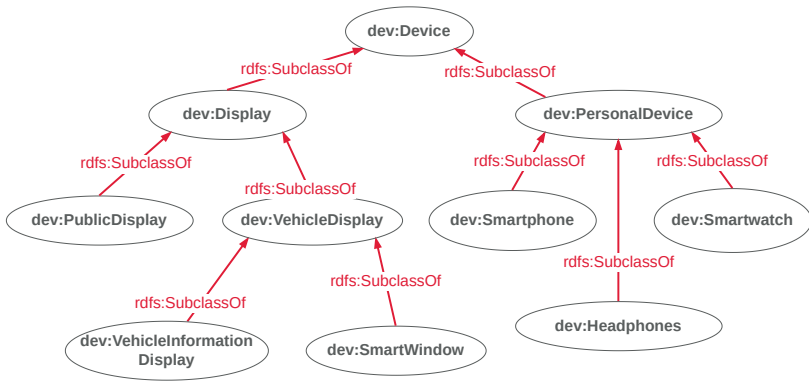 dev:Device
rdfs:SubclassOf
rdfs:SubclassOf
dev:Display
dev:PersonalDevice
rdfs:SubclassOf
rdfs:SubclassOf
rdfs:SubclassOf
rdfs:SubclassOf
dev:PublicDisplay
dev:VehicleDisplay
dev:Smartphone
dev:Smartwatch
rdfs:SubclassOf
rdfs:SubclassOf
rdfs:SubclassOf
dev:VehicleInformation
Display
dev:SmartWindow
dev:Headphones